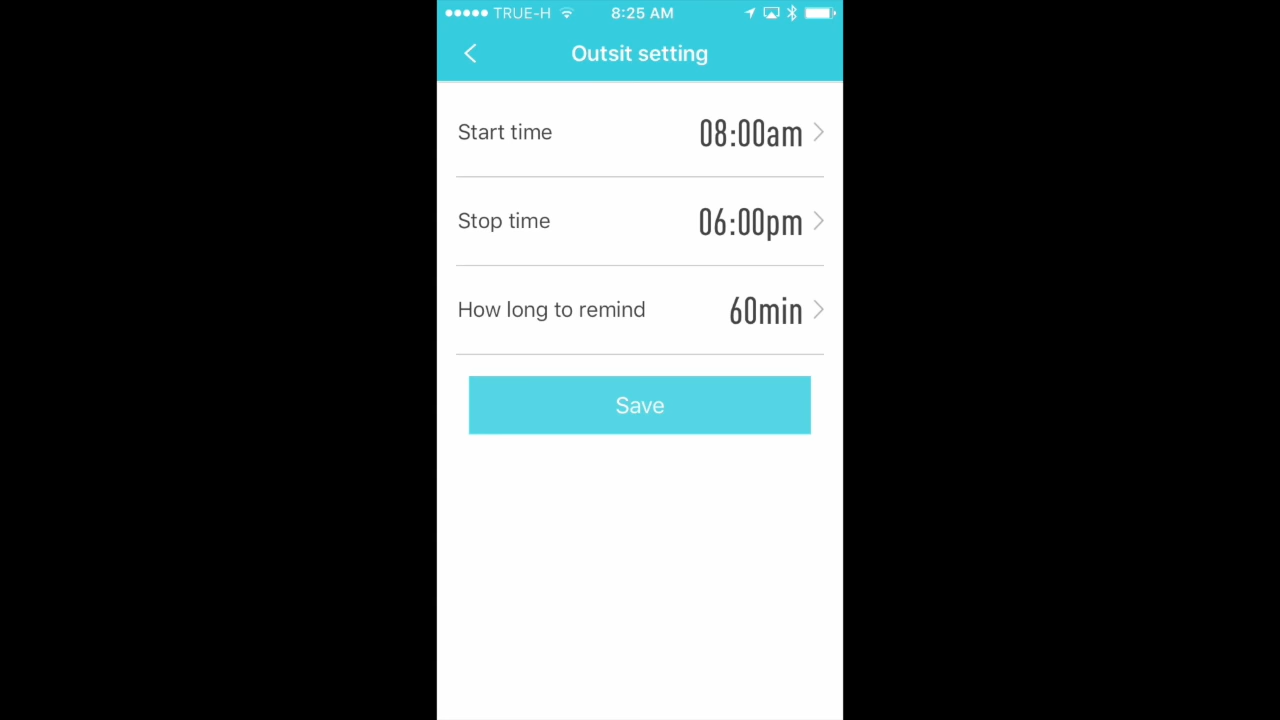 TRUE-H 8:25 AM
Outsit setting
Start time 08:00am
Stop time 06:00pm
How long to remind 60min
Save